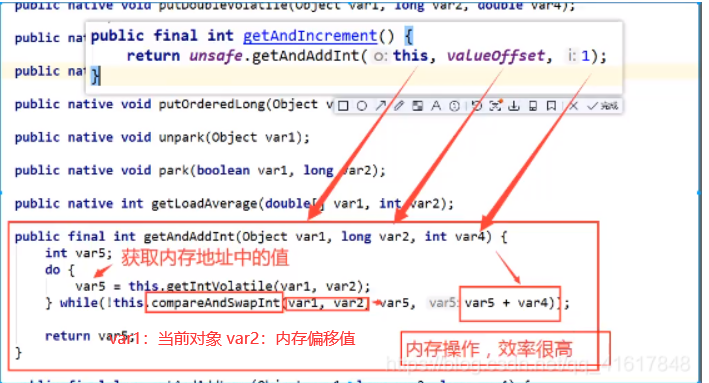 public native void putDoubleVolatile(Object var1, long var2, double var4);
public final int getAndIncrement() {
return unsafe.getAndAddInt( o: this, valueOffset, i: 1);
}
public na
public nat
public native void putOrderedLong(Object v
完成
public native void unpark(Object var1);
public native void park(boolean var1, long var2);
public native int getLoadAverage(double[] var1, int var2);
public final int getAndAddInt(Object var1, long var2, int var4) {
int var5;
获取内存地址中的值
do {
var5 = this.getIntVolatile(var1, var2);
} while(!this.compareAndSwapInt(var1, var2, var5, var5: var5 + var4));
return var5;
var1：当前对象 var2：内存偏移值
内存操作，效率很高
}